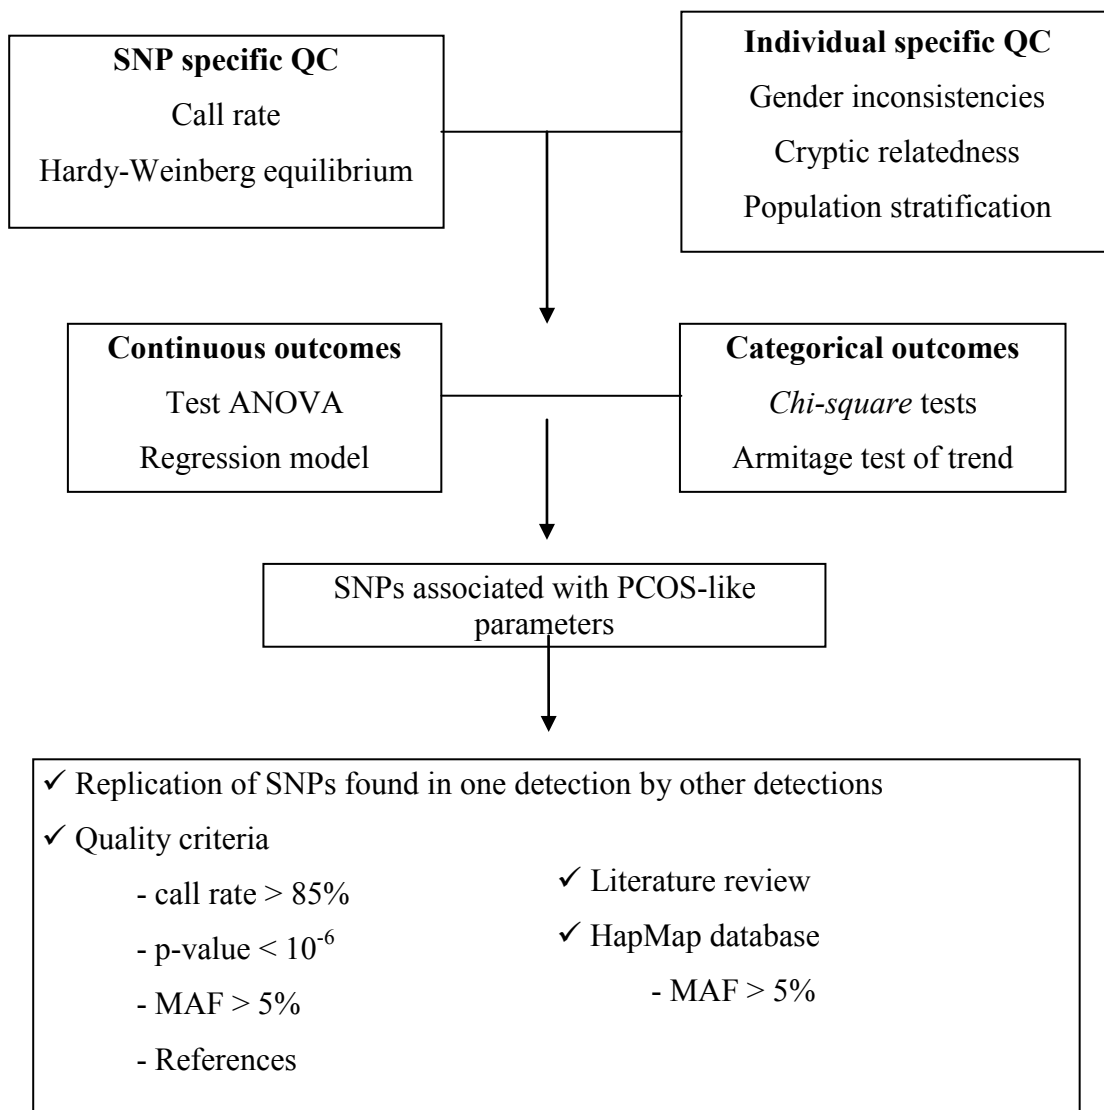 SNP specific QC
Call rate
Hardy-Weinberg equilibrium
Individual specific QC
Gender inconsistencies
Cryptic relatedness
Population stratification
Continuous outcomes
Test ANOVA
Regression model
Categorical outcomes
Chi-square tests
Armitage test of trend
SNPs associated with PCOS-like
parameters
✓ Replication of SNPs found in one detection by other detections
✓ Quality criteria
- call rate > 85%
- p-value < 10⁻⁶
- MAF > 5%
- References
✓ Literature review
✓ HapMap database
- MAF > 5%